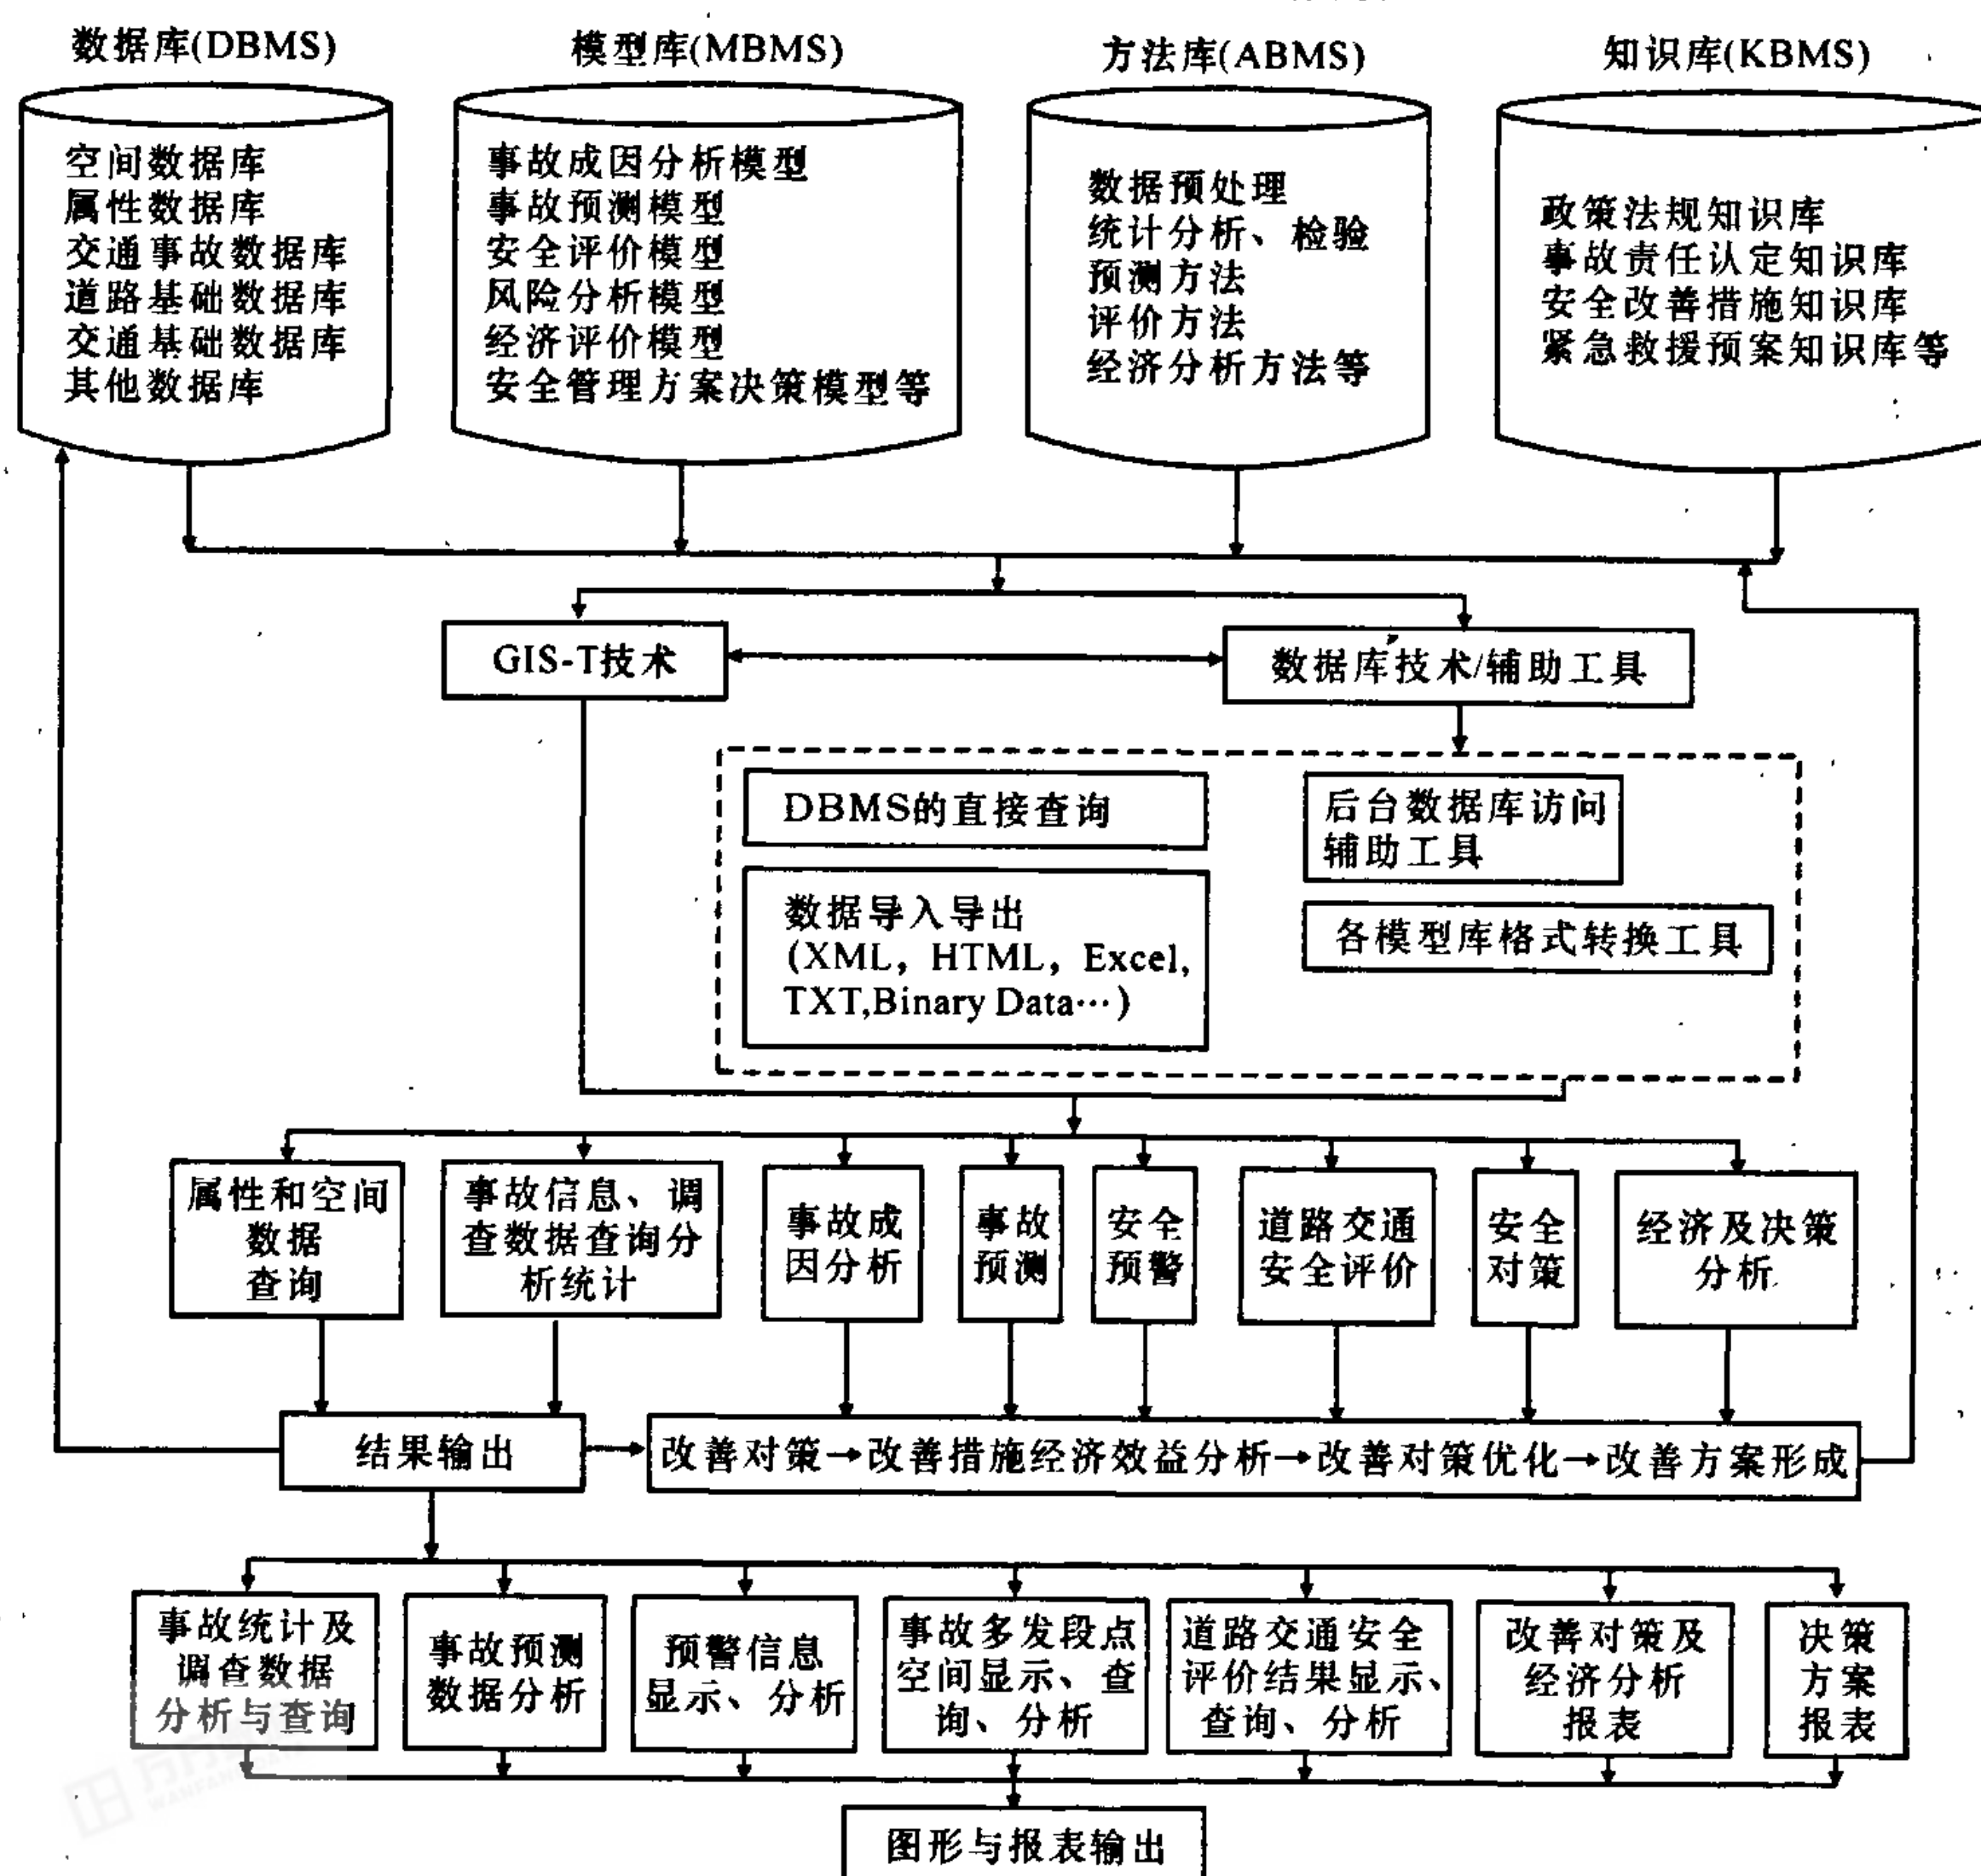 数据库(DBMS)
模型库(MBMS)
方法库(ABMS)
知识库(KBMS)
空间数据库
属性数据库
交通事故数据库
道路基础数据库
交通基础数据库
其他数据库
事故成因分析模型
事故预测模型
安全评价模型
风险分析模型
经济评价模型
安全管理方案决策模型等
数据预处理
统计分析、检验
预测方法
评价方法
经济分析方法等
政策法规知识库
事故责任认定知识库
安全改善措施知识库
紧急救援预案知识库等
GIS-T技术
数据库技术/辅助工具
DBMS的直接查询
后台数据库访问
辅助工具
数据导入导出
(XML, HTML, Excel,
TXT,Binary Data…)
各模型库格式转换工具
属性和空间
数据
查询
事故信息、调
查数据查询分
析统计
事故成
因分析
事故
预测
安全
预警
道路交通
安全评价
安全
对策
经济及决策
分析
结果输出
改善对策→改善措施经济效益分析→改善对策优化→改善方案形成
事故统计及
调查数据
分析与查询
事故预测
数据分析
预警信息
显示、分析
事故多发段点
空间显示、查
询、分析
道路交通安全
评价结果显示、
查询、分析
改善对策及
经济分析
报表
决策
方案
报表
图形与报表输出